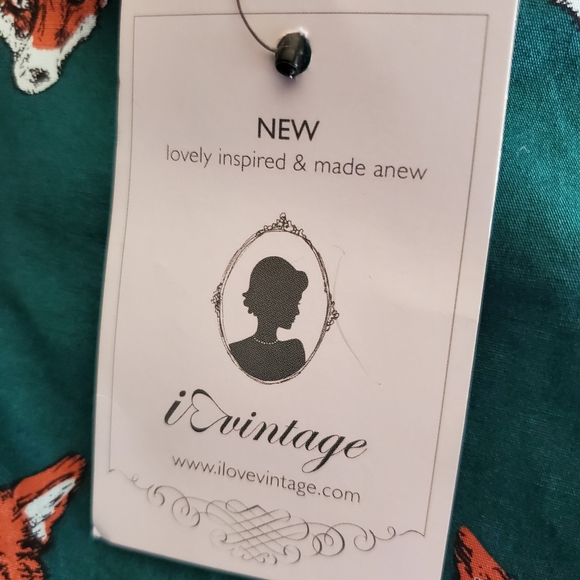 NEW
lovely inspired & made anew
i♡vintage
www.ilovevintage.com